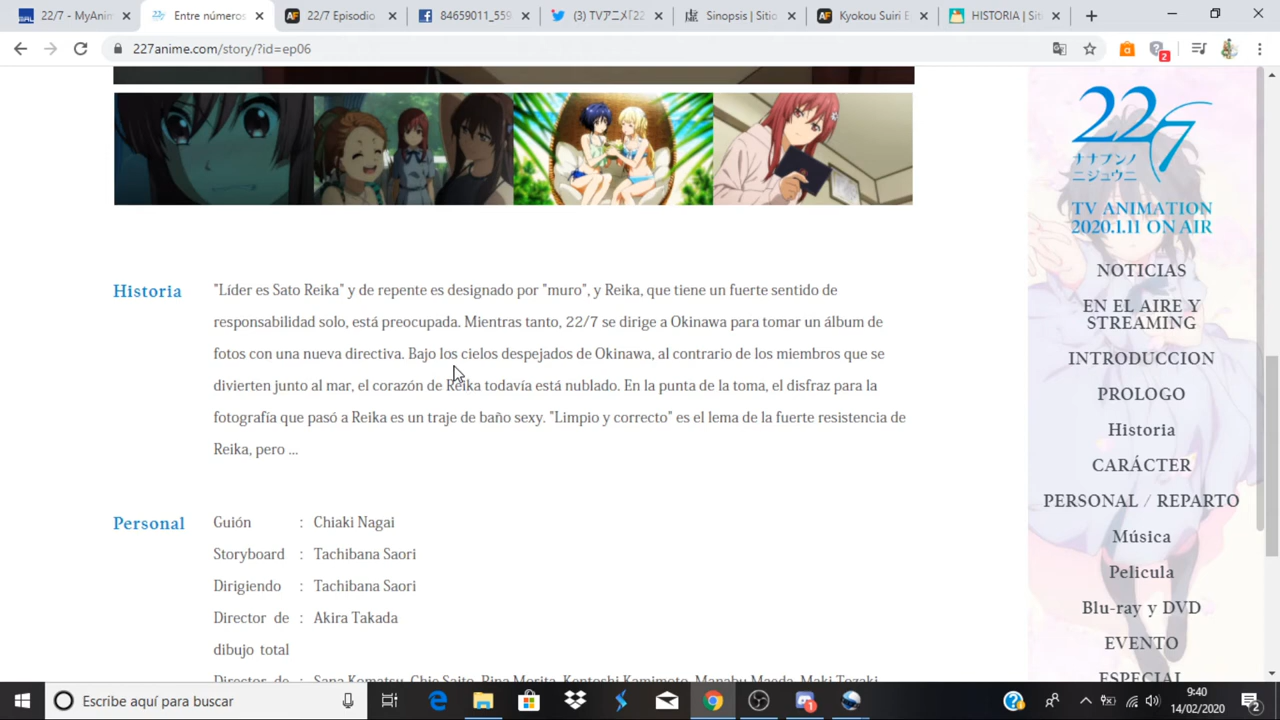 22/7 - MyAnim
Entre números
22/7 Episodio
84659011_559
(3) TVアニメ「22
Sinopsis | Sitio
Kyokou Suiri E
HISTORIA | Sitio
227anime.com/story/?id=ep06
2
22/7
ナナブンノ
ニジュウニ
TV ANIMATION
2020.1.11 ON AIR
NOTICIAS
EN EL AIRE Y
STREAMING
INTRODUCCION
PROLOGO
Historia
CARÁCTER
PERSONAL / REPARTO
Música
Pelicula
Blu-ray y DVD
EVENTO
ESPECIAL
Historia
"Líder es Sato Reika" y de repente es designado por "muro", y Reika, que tiene un fuerte sentido de
responsabilidad solo, está preocupada. Mientras tanto, 22/7 se dirige a Okinawa para tomar un álbum de
fotos con una nueva directiva. Bajo los cielos despejados de Okinawa, al contrario de los miembros que se
divierten junto al mar, el corazón de Reika todavía está nublado. En la punta de la toma, el disfraz para la
fotografía que pasó a Reika es un traje de baño sexy. "Limpio y correcto" es el lema de la fuerte resistencia de
Reika, pero ...
Personal
Guión : Chiaki Nagai
Storyboard : Tachibana Saori
Dirigiendo : Tachibana Saori
Director de : Akira Takada
dibujo total
Director de : Sana Komatsu, Chie Saito, Rina Morita, Kentoshi Kamimoto, Manabu Maeda, Maki Tozaki,
Escribe aquí para buscar
9:40
14/02/2020
2